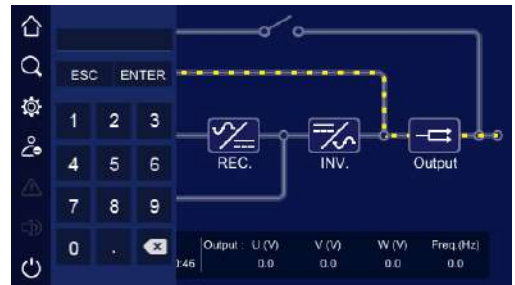 ESC ENTER
1 2 3
4 5 6
7 8 9
0 .
REC. INV. Output
Output : U (V) V (V) W (V) Freq.(Hz)
:46 0.0 0.0 0.0 0.0